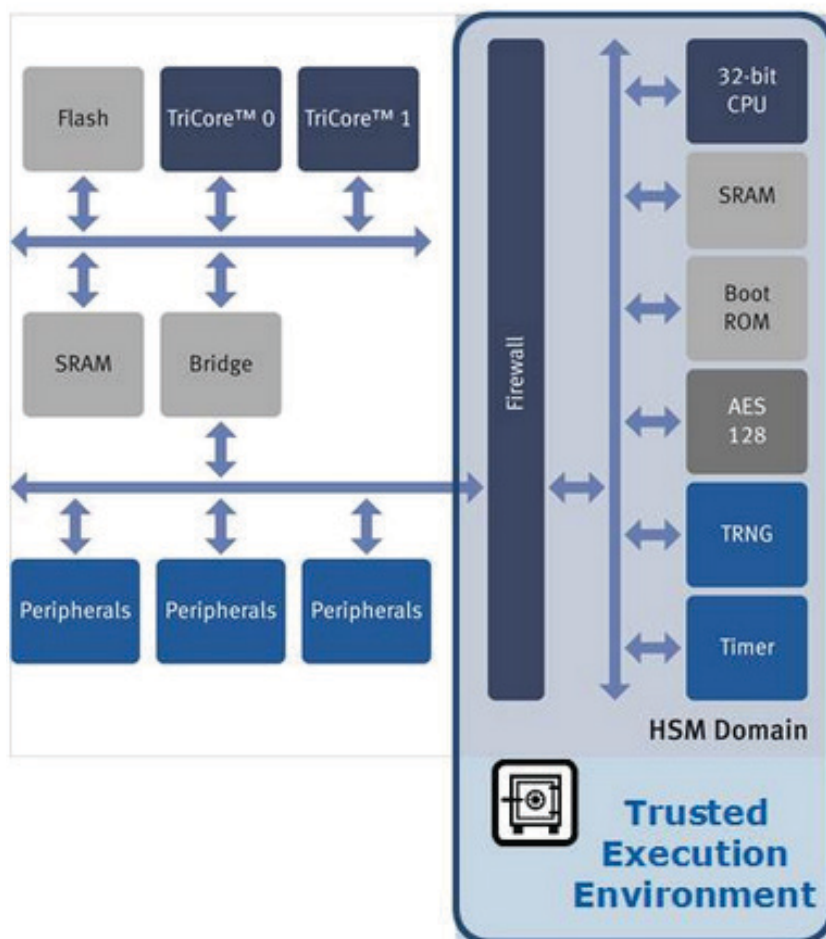 Flash
TriCore™ 0
TriCore™ 1
SRAM
Bridge
Peripherals
Peripherals
Peripherals
Firewall
32-bit
CPU
SRAM
Boot
ROM
AES
128
TRNG
Timer
HSM Domain
Trusted
Execution
Environment